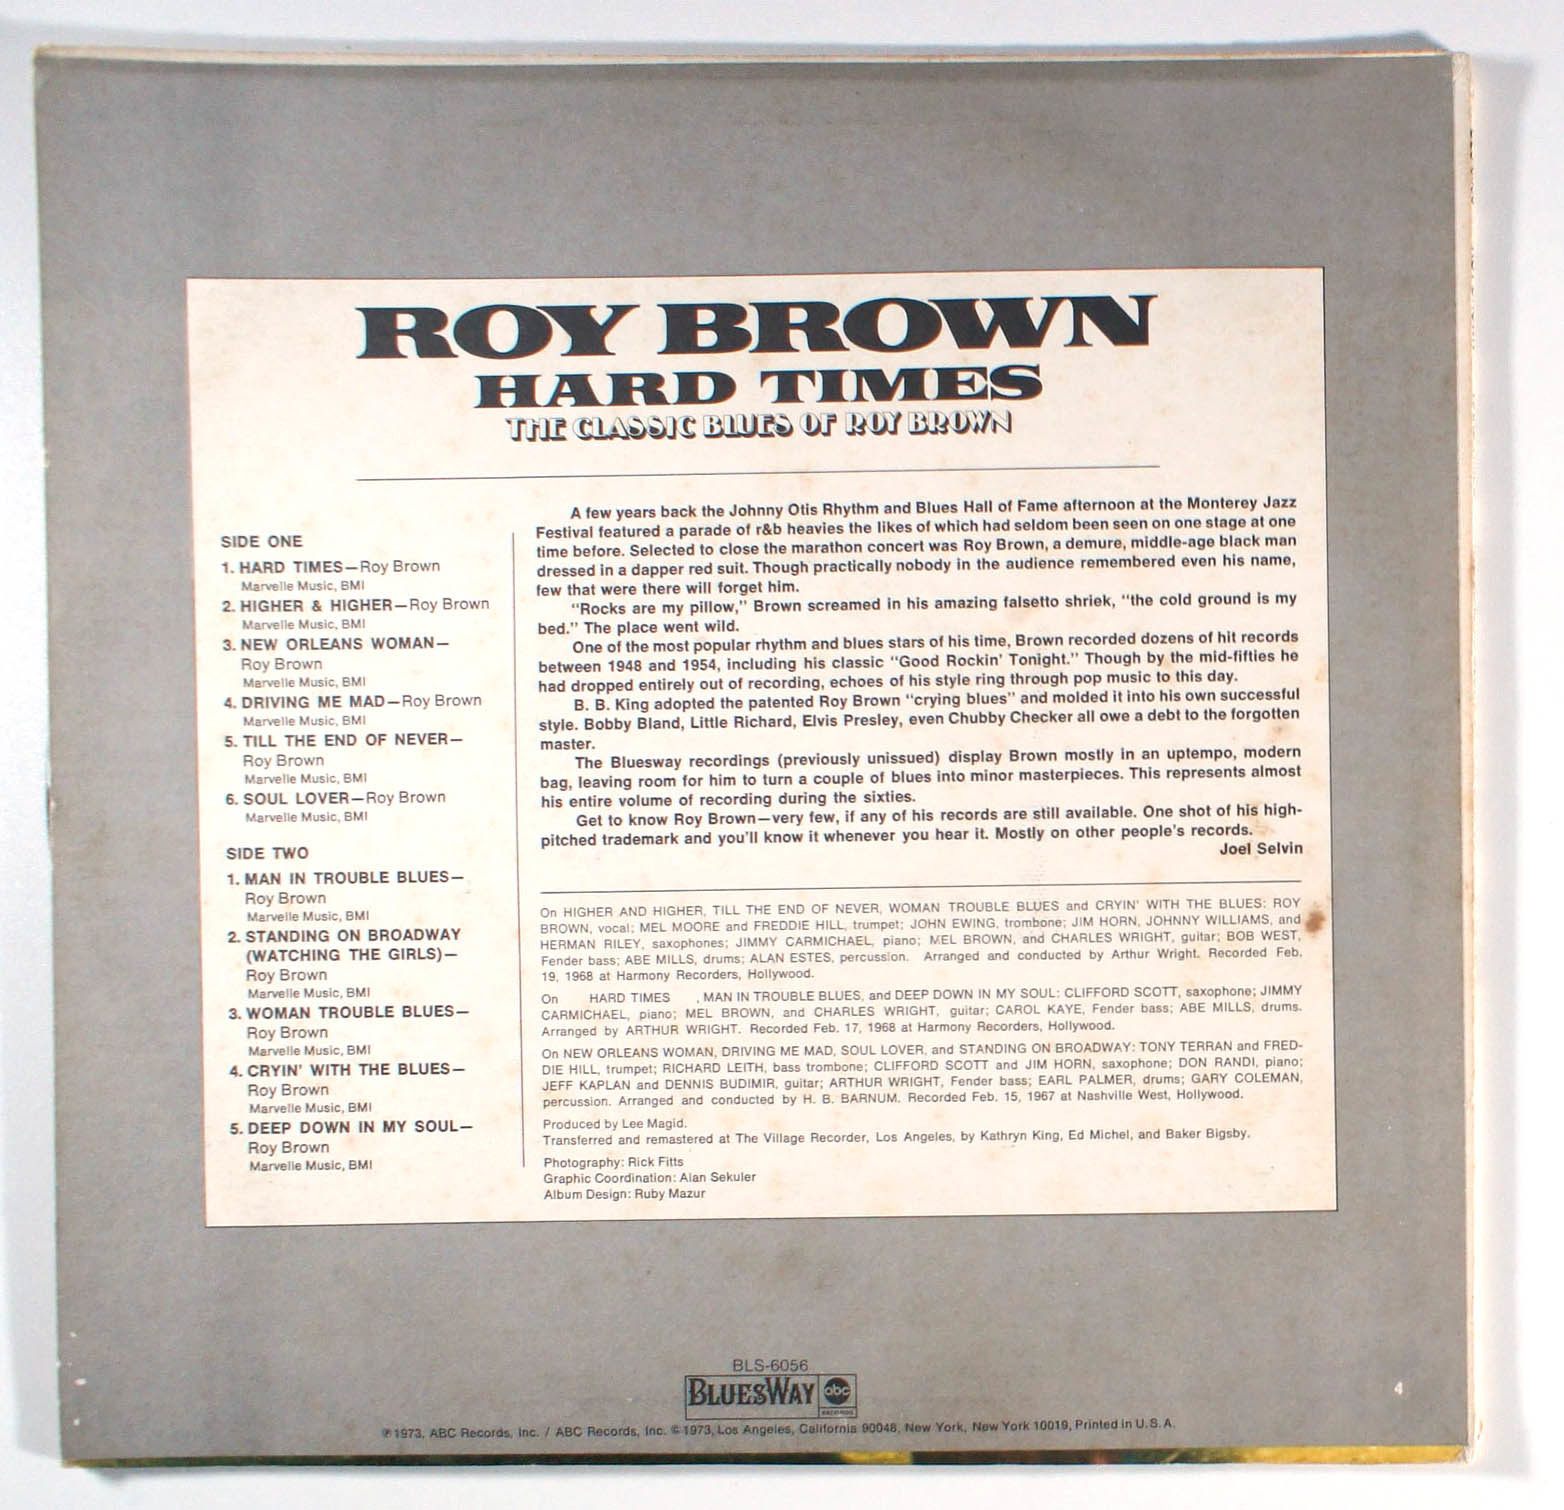 ROY BROWN
HARD TIMES
THE CLASSIC BLUES OF ROY BROWN
SIDE ONE
1. HARD TIMES—Roy Brown
Marvelle Music, BMI
2. HIGHER & HIGHER—Roy Brown
Marvelle Music, BMI
3. NEW ORLEANS WOMAN—
Roy Brown
Marvelle Music, BMI
4. DRIVING ME MAD—Roy Brown
Marvelle Music, BMI
5. TILL THE END OF NEVER—
Roy Brown
Marvelle Music, BMI
6. SOUL LOVER—Roy Brown
Marvelle Music, BMI
SIDE TWO
1. MAN IN TROUBLE BLUES—
Roy Brown
Marvelle Music, BMI
2. STANDING ON BROADWAY
(WATCHING THE GIRLS)—
Roy Brown
Marvelle Music, BMI
3. WOMAN TROUBLE BLUES—
Roy Brown
Marvelle Music, BMI
4. CRYIN' WITH THE BLUES—
Roy Brown
Marvelle Music, BMI
5. DEEP DOWN IN MY SOUL—
Roy Brown
Marvelle Music, BMI
A few years back the Johnny Otis Rhythm and Blues Hall of Fame afternoon at the Monterey Jazz
Festival featured a parade of r&b heavies the likes of which had seldom been seen on one stage at one
time before. Selected to close the marathon concert was Roy Brown, a demure, middle-age black man
dressed in a dapper red suit. Though practically nobody in the audience remembered even his name,
few that were there will forget him.
"Rocks are my pillow," Brown screamed in his amazing falsetto shriek, "the cold ground is my
bed." The place went wild.
One of the most popular rhythm and blues stars of his time, Brown recorded dozens of hit records
between 1948 and 1954, including his classic "Good Rockin' Tonight." Though by the mid-fifties he
had dropped entirely out of recording, echoes of his style ring through pop music to this day.
B. B. King adopted the patented Roy Brown "crying blues" and molded it into his own successful
style. Bobby Bland, Little Richard, Elvis Presley, even Chubby Checker all owe a debt to the forgotten
master.
The Bluesway recordings (previously unissued) display Brown mostly in an uptempo, modern
bag, leaving room for him to turn a couple of blues into minor masterpieces. This represents almost
his entire volume of recording during the sixties.
Get to know Roy Brown—very few, if any of his records are still available. One shot of his high-
pitched trademark and you'll know it whenever you hear it. Mostly on other people's records.
Joel Selvin
On HIGHER AND HIGHER, TILL THE END OF NEVER, WOMAN TROUBLE BLUES and CRYIN' WITH THE BLUES: ROY
BROWN, vocal; MEL MOORE and FREDDIE HILL, trumpet; JOHN EWING, trombone; JIM HORN, JOHNNY WILLIAMS, and
HERMAN RILEY, saxophones; JIMMY CARMICHAEL, piano; MEL BROWN, and CHARLES WRIGHT, guitar; BOB WEST,
Fender bass; ABE MILLS, drums; ALAN ESTES, percussion. Arranged and conducted by Arthur Wright. Recorded Feb.
19, 1968 at Harmony Recorders, Hollywood.
On HARD TIMES , MAN IN TROUBLE BLUES, and DEEP DOWN IN MY SOUL: CLIFFORD SCOTT, saxophone; JIMMY
CARMICHAEL, piano; MEL BROWN, and CHARLES WRIGHT, guitar; CAROL KAYE, Fender bass; ABE MILLS, drums.
Arranged by ARTHUR WRIGHT. Recorded Feb. 17, 1968 at Harmony Recorders, Hollywood.
On NEW ORLEANS WOMAN, DRIVING ME MAD, SOUL LOVER, and STANDING ON BROADWAY: TONY TERRAN and FRED-
DIE HILL, trumpet; RICHARD LEITH, bass trombone; CLIFFORD SCOTT and JIM HORN, saxophone; DON RANDI, piano;
JEFF KAPLAN and DENNIS BUDIMIR, guitar; ARTHUR WRIGHT, Fender bass; EARL PALMER, drums; GARY COLEMAN,
percussion. Arranged and conducted by H. B. BARNUM. Recorded Feb. 15, 1967 at Nashville West, Hollywood.
Produced by Lee Magid.
Transferred and remastered at The Village Recorder, Los Angeles, by Kathryn King, Ed Michel, and Baker Bigsby.
Photography: Rick Fitts
Graphic Coordination: Alan Sekuler
Album Design: Ruby Mazur
BLS-6056
BLUESWAY abc RECORDS
4
℗ 1973, ABC Records, Inc. / ABC Records, Inc. © 1973, Los Angeles, California 90048, New York, New York 10019, Printed in U.S.A.